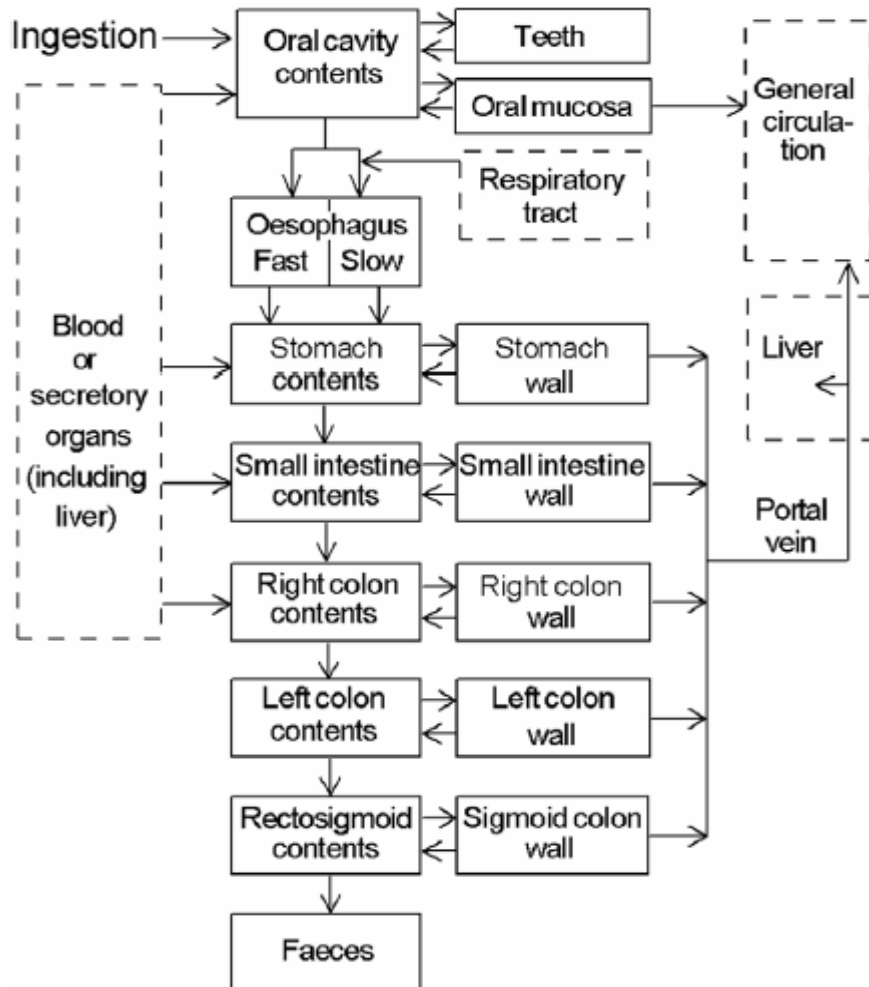 Ingestion
Oral cavity
contents
Teeth
Oral mucosa
General
circula-
tion
Respiratory
tract
Oesophagus
Fast
Slow
Blood
or
secretory
organs
(including
liver)
Stomach
contents
Stomach
wall
Liver
Small intestine
contents
Small intestine
wall
Portal
vein
Right colon
contents
Right colon
wall
Left colon
contents
Left colon
wall
Rectosigmoid
contents
Sigmoid colon
wall
Faeces